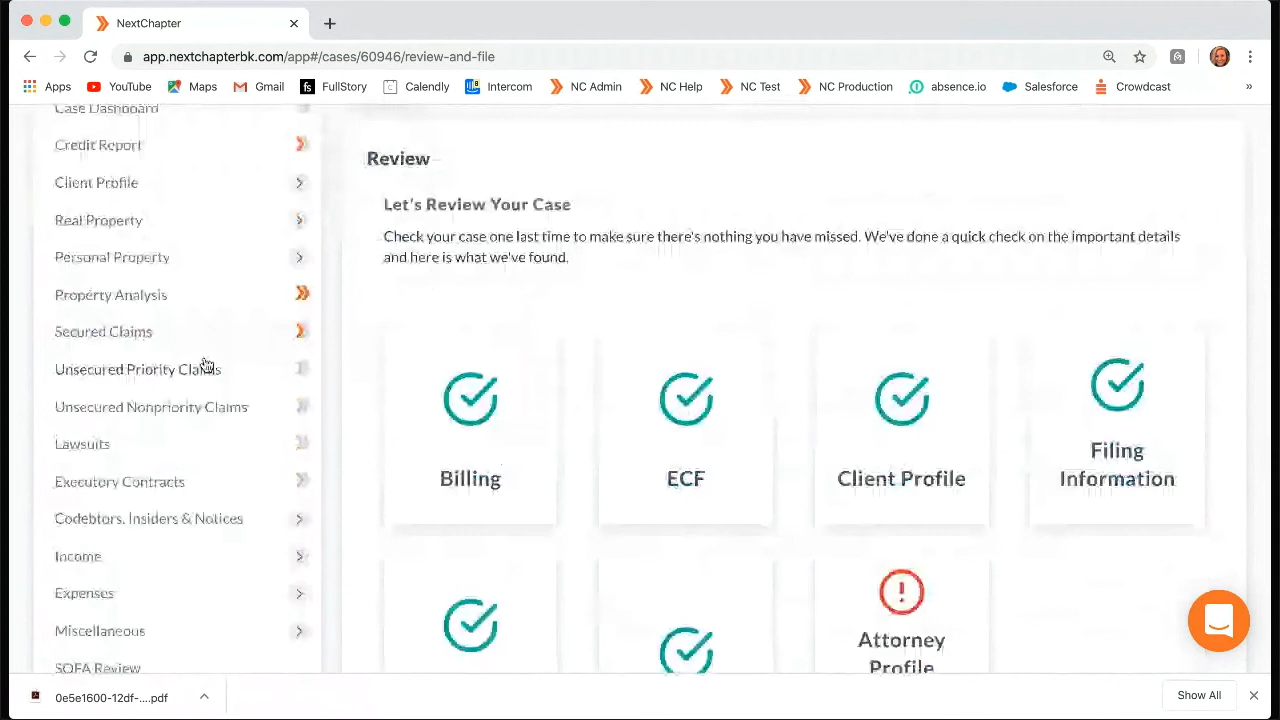 NextChapter
app.nextchapterbk.com/app#/cases/60946/review-and-file
Apps YouTube Maps Gmail FullStory Calendly Intercom NC Admin NC Help NC Test NC Production absence.io Salesforce Crowdcast »
Case Dashboard
Credit Report
Client Profile
Real Property
Personal Property
Property Analysis
Secured Claims
Unsecured Priority Claims
Unsecured Nonpriority Claims
Lawsuits
Executory Contracts
Codebtors, Insiders & Notices
Income
Expenses
Miscellaneous
SOFA Review
Review
Let's Review Your Case
Check your case one last time to make sure there's nothing you have missed. We've done a quick check on the important details
and here is what we've found.
Billing
ECF
Client Profile
Filing
Information
Attorney
Profile
0e5e1600-12df-....pdf
Show All